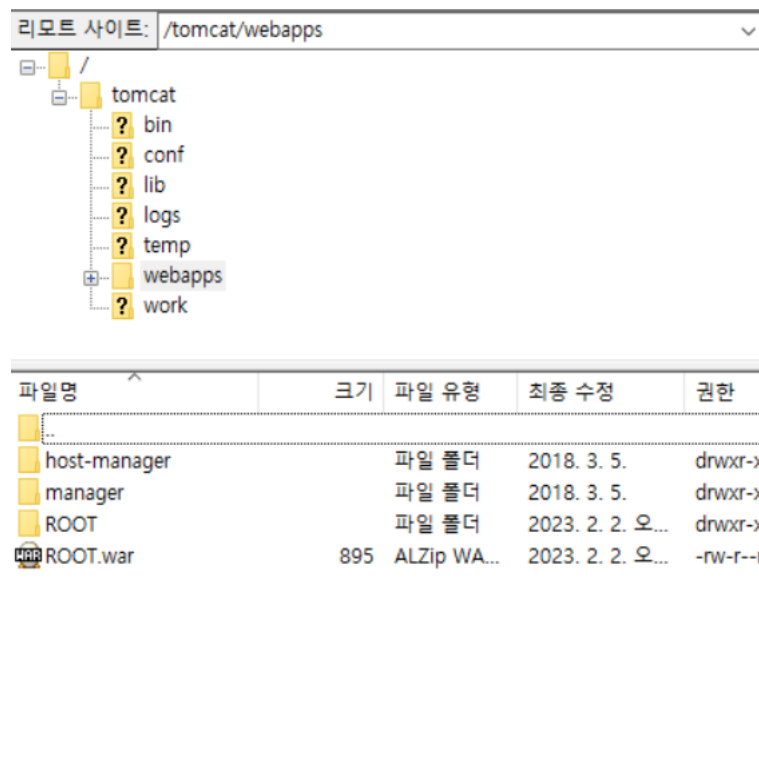 리모트 사이트: /tomcat/webapps
/
tomcat
? bin
? conf
? lib
? logs
? temp
webapps
? work
파일명 크기 파일 유형 최종 수정 권한
..
host-manager 파일 폴더 2018. 3. 5. drwxr-x
manager 파일 폴더 2018. 3. 5. drwxr-x
ROOT 파일 폴더 2023. 2. 2. 오... drwxr-x
WAR ROOT.war 895 ALZip WA... 2023. 2. 2. 오... -rw-r--r